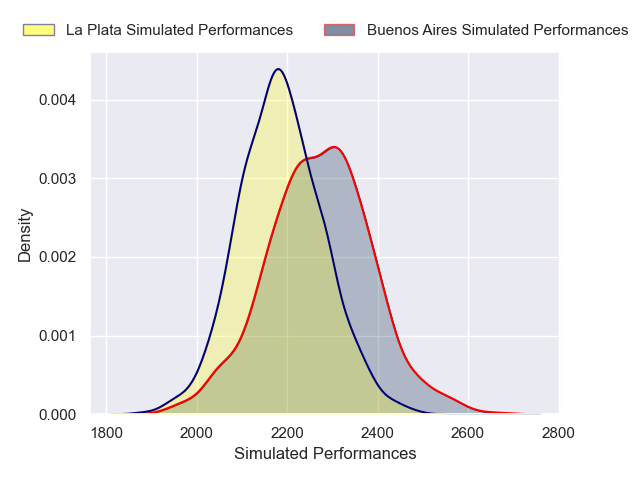 La Plata Simulated Performances
Buenos Aires Simulated Performances
0.004
0.003
0.002
0.001
0.000
Density
1800 2000 2200 2400 2600 2800
Simulated Performances